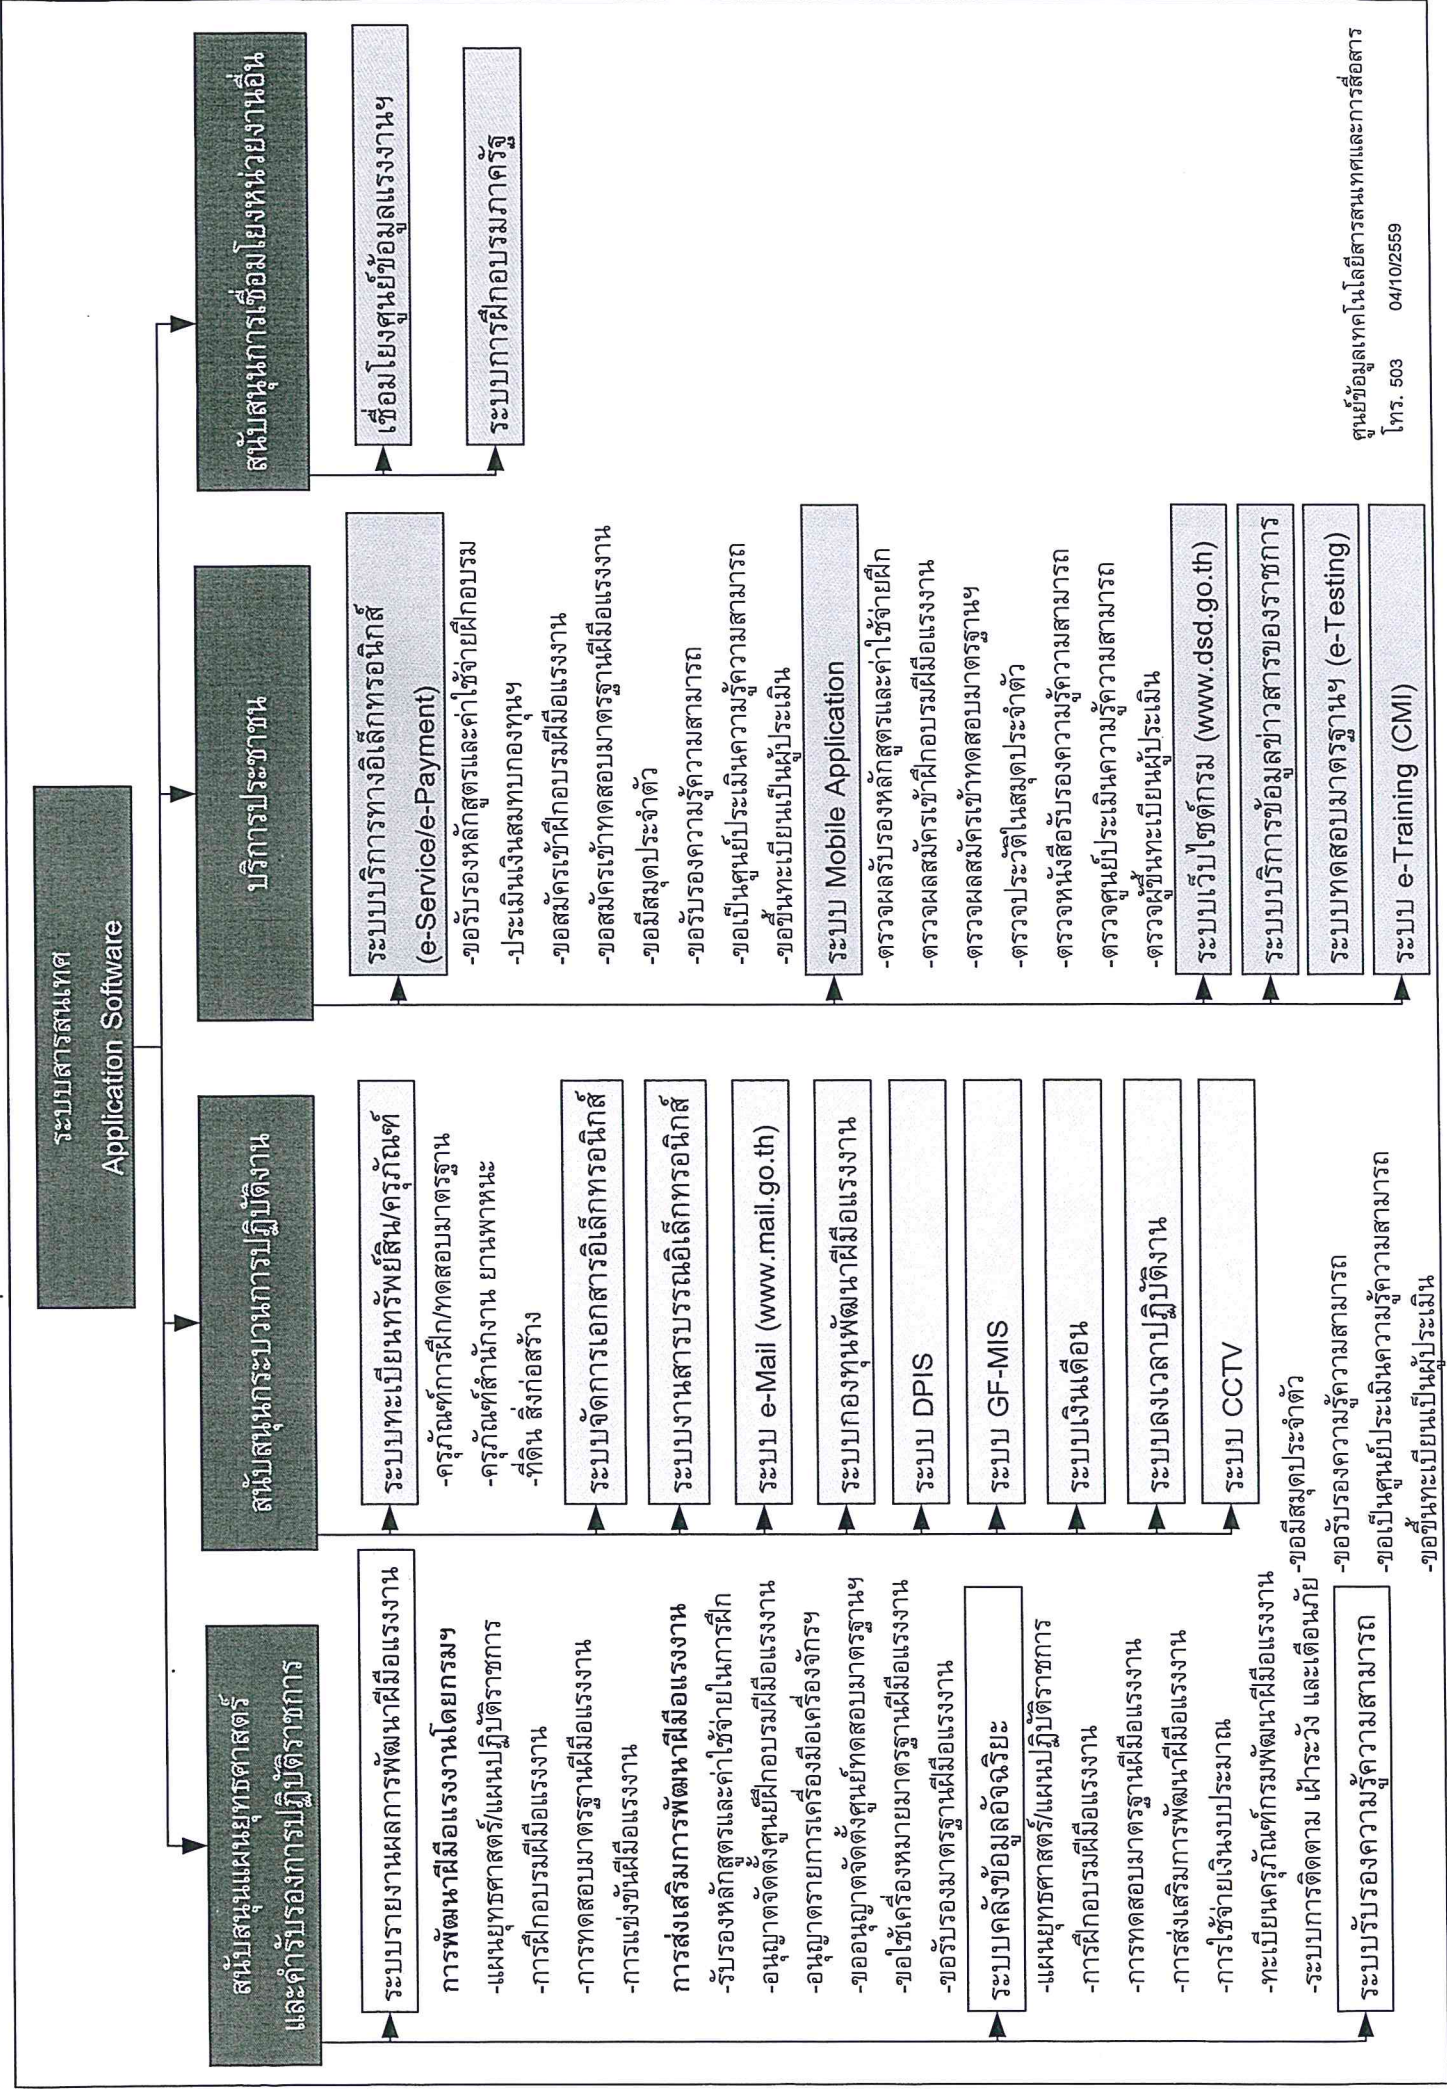 ระบบสารสนเทศ
Application Software
สนับสนุนแผนยุทธศาสตร์
และคำรับรองการปฏิบัติราชการ
ระบบรายงานผลการพัฒนาฝีมือแรงงาน
การพัฒนาฝีมือแรงงานโดยกรมฯ
-แผนยุทธศาสตร์/แผนปฏิบัติราชการ
-การฝึกอบรมฝีมือแรงงาน
-การทดสอบมาตรฐานฝีมือแรงงาน
-การแข่งขันฝีมือแรงงาน
การส่งเสริมการพัฒนาฝีมือแรงงาน
-รับรองหลักสูตรและค่าใช้จ่ายในการฝึก
-อนุญาตจัดตั้งศูนย์ฝึกอบรมฝีมือแรงงาน
-อนุญาตรายการเครื่องมือเครื่องจักรฯ
-ขออนุญาตจัดตั้งศูนย์ทดสอบมาตรฐานฯ
-ขอใช้เครื่องหมายมาตรฐานฝีมือแรงงาน
-ขอรับรองมาตรฐานฝีมือแรงงาน
ระบบคลังข้อมูลอัจฉริยะ
-แผนยุทธศาสตร์/แผนปฏิบัติราชการ
-การฝึกอบรมฝีมือแรงงาน
-การทดสอบมาตรฐานฝีมือแรงงาน
-การส่งเสริมการพัฒนาฝีมือแรงงาน
-การใช้จ่ายเงินงบประมาณ
-ทะเบียนครุภัณฑ์กรมพัฒนาฝีมือแรงงาน
-ระบบการติดตาม เฝ้าระวัง และเตือนภัย
ระบบรับรองความรู้ความสามารถ
-ขอมีสมุดประจำตัว
-ขอรับรองความรู้ความสามารถ
-ขอเป็นศูนย์ประเมินความรู้ความสามารถ
-ขอขึ้นทะเบียนเป็นผู้ประเมิน
สนับสนุนกระบวนการปฏิบัติงาน
ระบบทะเบียนทรัพย์สิน/ครุภัณฑ์
-ครุภัณฑ์การฝึก/ทดสอบมาตรฐาน
-ครุภัณฑ์สำนักงาน ยานพาหนะ
-ที่ดิน สิ่งก่อสร้าง
ระบบจัดการเอกสารอิเล็กทรอนิกส์
ระบบงานสารบรรณอิเล็กทรอนิกส์
ระบบ e-Mail (www.mail.go.th)
ระบบกองทุนพัฒนาฝีมือแรงงาน
ระบบ DPIS
ระบบ GF-MIS
ระบบเงินเดือน
ระบบลงเวลาปฏิบัติงาน
ระบบ CCTV
บริการประชาชน
ระบบบริการทางอิเล็กทรอนิกส์
(e-Service/e-Payment)
-ขอรับรองหลักสูตรและค่าใช้จ่ายฝึกอบรม
-ประเมินเงินสมทบกองทุนฯ
-ขอสมัครเข้าฝึกอบรมฝีมือแรงงาน
-ขอสมัครเข้าทดสอบมาตรฐานฝีมือแรงงาน
-ขอมีสมุดประจำตัว
-ขอรับรองความรู้ความสามารถ
-ขอเป็นศูนย์ประเมินความรู้ความสามารถ
-ขอขึ้นทะเบียนเป็นผู้ประเมิน
ระบบ Mobile Application
-ตรวจผลรับรองหลักสูตรและค่าใช้จ่ายฝึก
-ตรวจผลสมัครเข้าฝึกอบรมฝีมือแรงงาน
-ตรวจผลสมัครเข้าทดสอบมาตรฐานฯ
-ตรวจประวัติในสมุดประจำตัว
-ตรวจหนังสือรับรองความรู้ความสามารถ
-ตรวจศูนย์ประเมินความรู้ความสามารถ
-ตรวจผู้ขึ้นทะเบียนผู้ประเมิน
ระบบเว็บไซต์กรม (www.dsd.go.th)
ระบบบริการข้อมูลข่าวสารของราชการ
ระบบทดสอบมาตรฐานฯ (e-Testing)
ระบบ e-Training (CMI)
สนับสนุนการเชื่อมโยงหน่วยงานอื่น
เชื่อมโยงศูนย์ข้อมูลแรงงานฯ
ระบบการฝึกอบรมภาครัฐ
ศูนย์ข้อมูลเทคโนโลยีสารสนเทศและการสื่อสาร
โทร. 503 04/10/2559